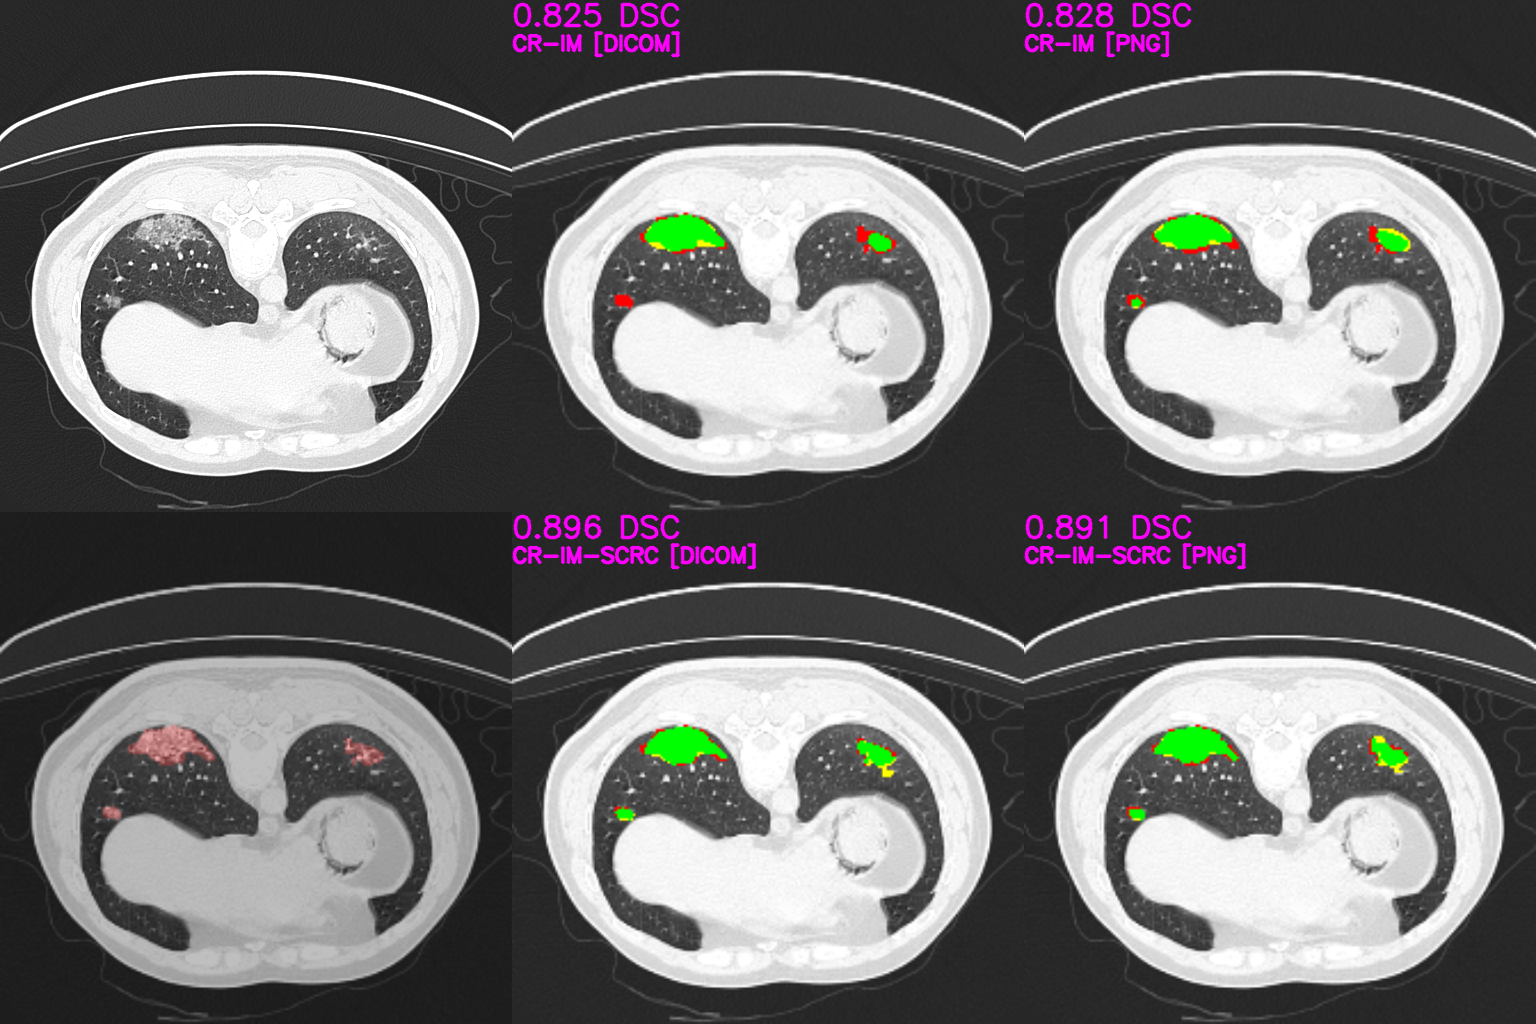 0.825 DSC
CR-IM [DICOM]
0.828 DSC
CR-IM [PNG]
0.896 DSC
CR-IM-SCRC [DICOM]
0.891 DSC
CR-IM-SCRC [PNG]